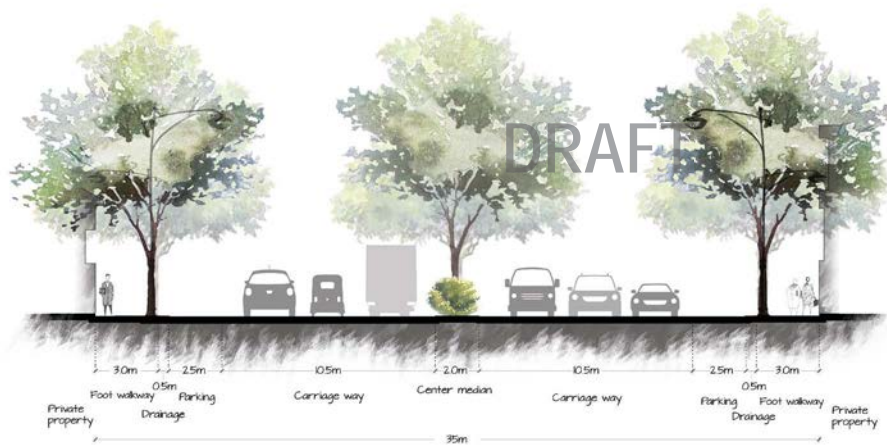 DRAFT
3.0m 2.5m 10.5m 2.0m 10.5m 2.5m 3.0m
0.5m 0.5m
Foot walkway Parking Carriage way Center median Carriage way Parking Foot walkway
Drainage Drainage
Private
property
Private
property
35m